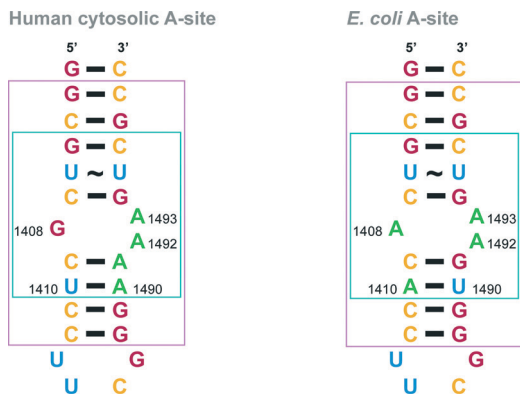 Human cytosolic A-site
5’ 3’
G – C
G – C
C – G
G – C
U ~ U
C – G
A 1493
1408 G
A 1492
C – A
1410 U – A 1490
C – G
C – G
U G
U C
E. coli A-site
5’ 3’
G – C
G – C
C – G
G – C
U ~ U
C – G
A 1493
1408 A
A 1492
C – G
1410 A – U 1490
C – G
C – G
U G
U C